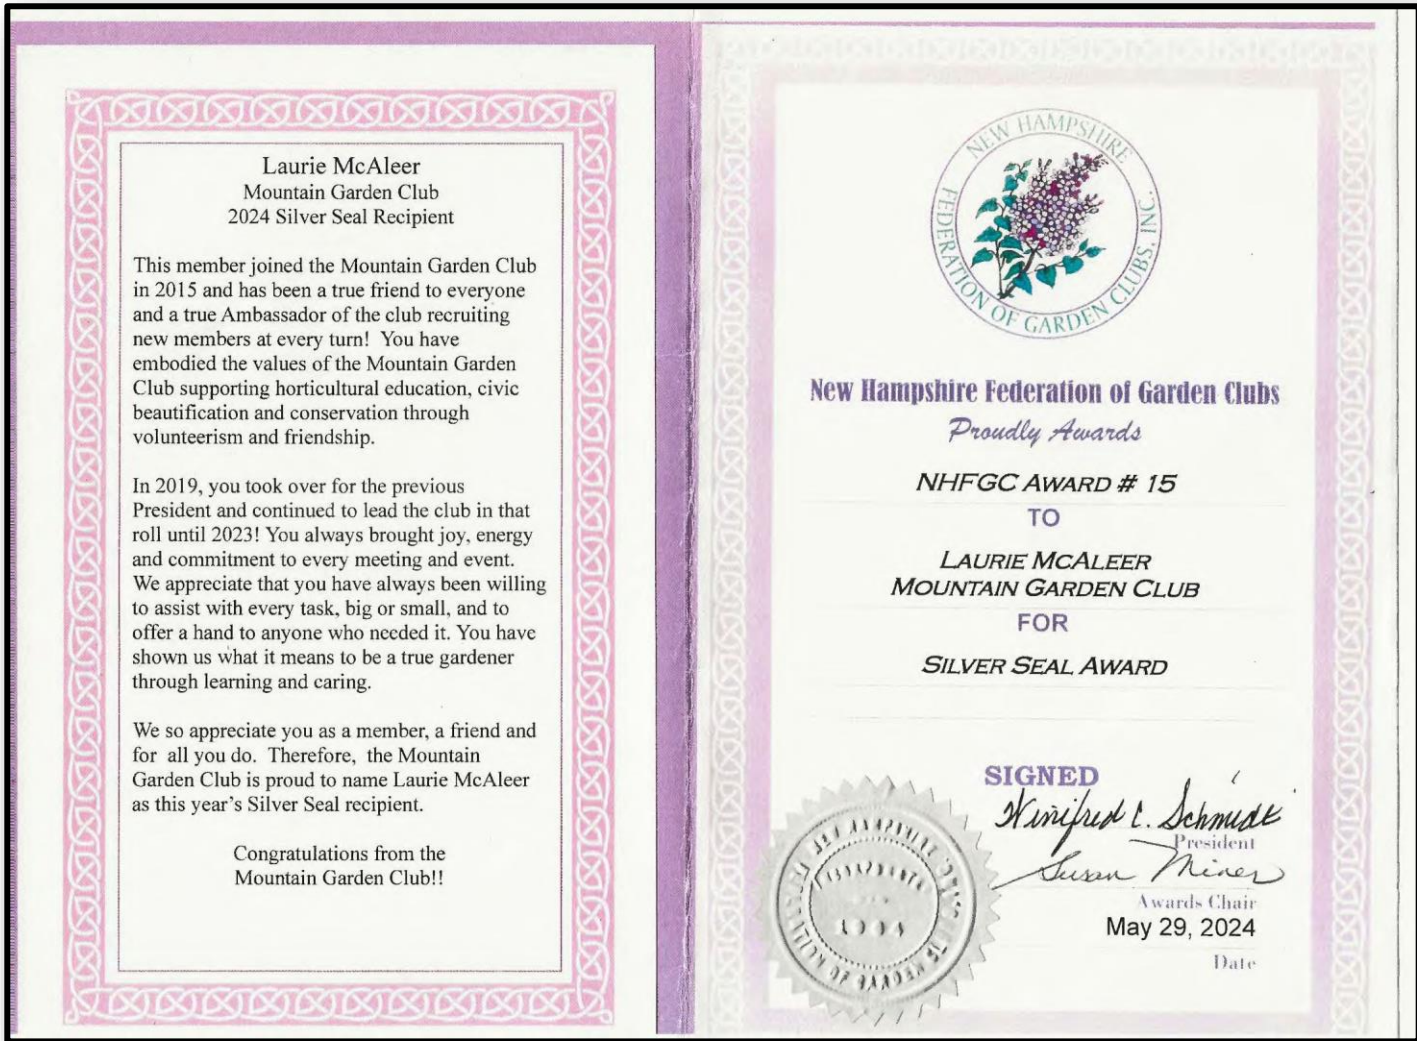 Laurie McAleer
Mountain Garden Club
2024 Silver Seal Recipient
This member joined the Mountain Garden Club
in 2015 and has been a true friend to everyone
and a true Ambassador of the club recruiting
new members at every turn!  You have
embodied the values of the Mountain Garden
Club supporting horticultural education, civic
beautification and conservation through
volunteerism and friendship.
In 2019, you took over for the previous
President and continued to lead the club in that
roll until 2023! You always brought joy, energy
and commitment to every meeting and event.
We appreciate that you have always been willing
to assist with every task, big or small, and to
offer a hand to anyone who needed it. You have
shown us what it means to be a true gardener
through learning and caring.
We so appreciate you as a member, a friend and
for  all you do.  Therefore,  the Mountain
Garden Club is proud to name Laurie McAleer
as this year's Silver Seal recipient.
Congratulations from the
Mountain Garden Club!!
NEW HAMPSHIRE
FEDERATION OF GARDEN CLUBS, INC.
New Hampshire Federation of Garden Clubs
Proudly Awards
NHFGC AWARD # 15
TO
LAURIE MCALEER
MOUNTAIN GARDEN CLUB
FOR
SILVER SEAL AWARD
SIGNED
Winifred C. Schmidt
President
Susan Miner
Awards Chair
May 29, 2024
Date